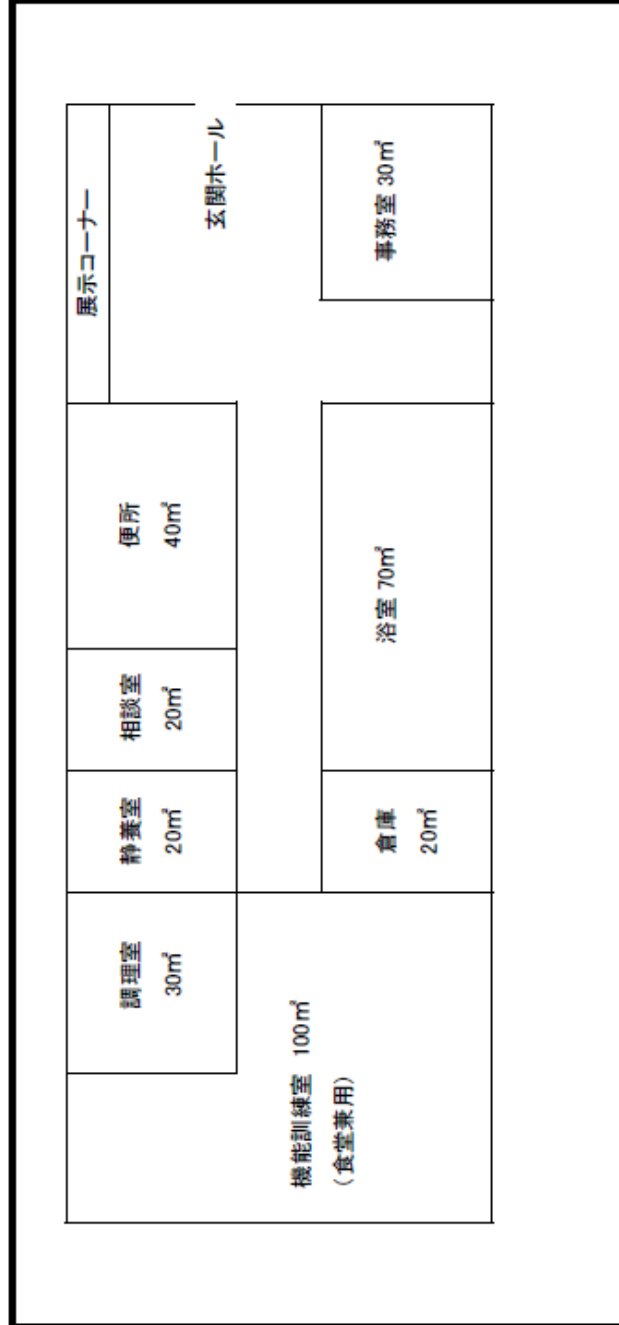 展示コーナー
調理室
30㎡
静養室
20㎡
相談室
20㎡
便所
40㎡
玄関ホール
機能訓練室 100㎡
（食堂兼用）
倉庫
20㎡
浴室 70㎡
事務室 30㎡